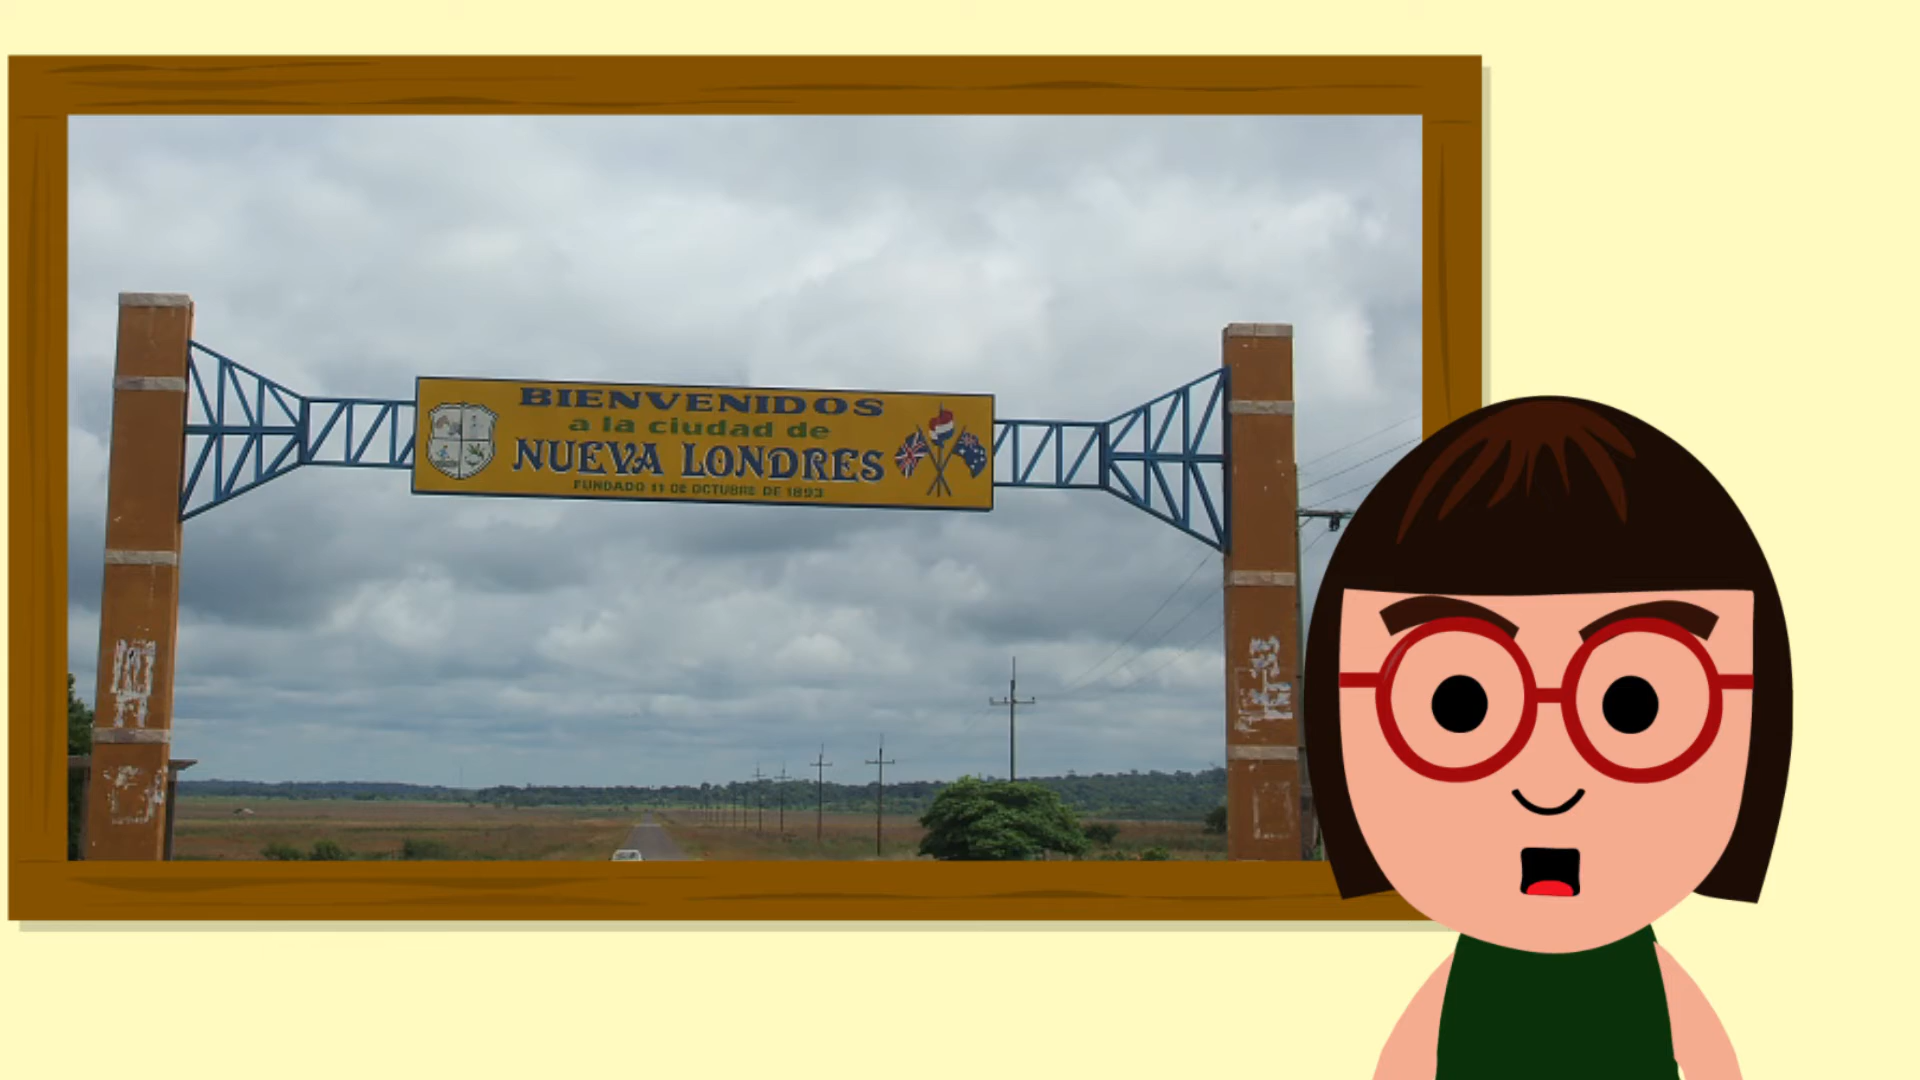 BIENVENIDOS
a la ciudad de
NUEVA LONDRES
FUNDADO 11 DE OCTUBRE DE 1893